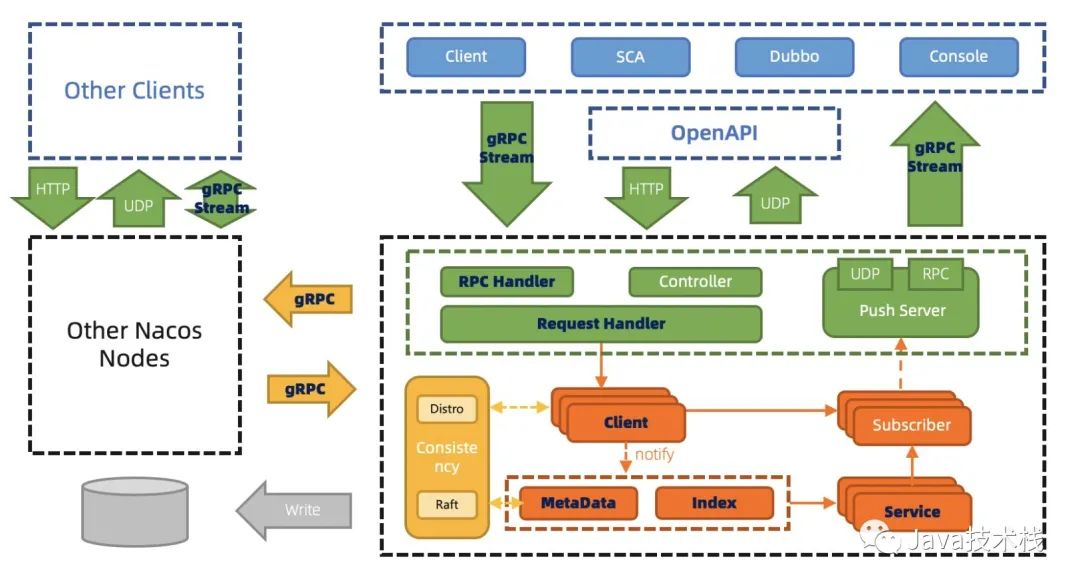 Other Clients
Client
SCA
Dubbo
Console
OpenAPI
HTTP
UDP
gRPC
Stream
gRPC
Stream
HTTP
UDP
gRPC
Stream
Other Nacos
Nodes
gRPC
gRPC
RPC Handler
Controller
Request Handler
UDP
RPC
Push Server
Distro
Consiste
ncy
Raft
Client
notify
MetaData
Index
Subscriber
Service
Write
Java技术栈